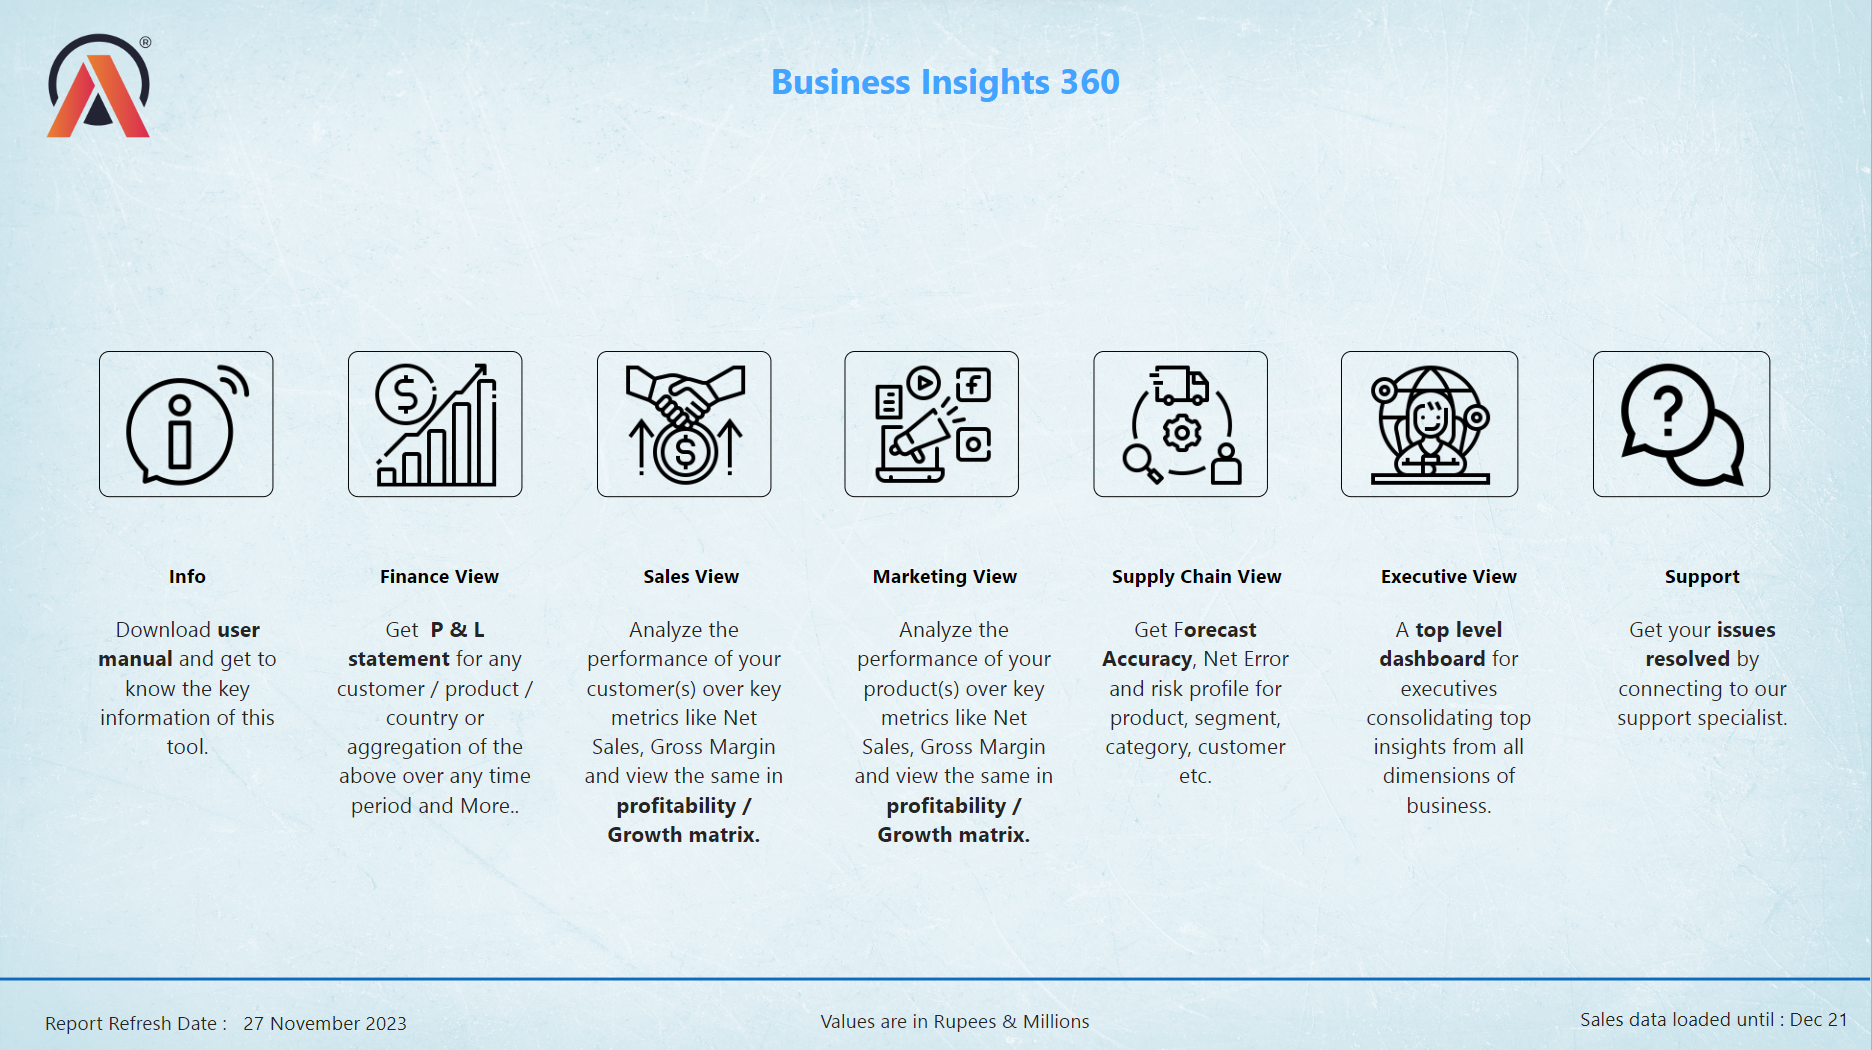 ®
Business Insights 360
Info
Download user
manual and get to
know the key
information of this
tool.
Finance View
Get P & L
statement for any
customer / product /
country or
aggregation of the
above over any time
period and More..
Sales View
Analyze the
performance of your
customer(s) over key
metrics like Net
Sales, Gross Margin
and view the same in
profitability /
Growth matrix.
Marketing View
Analyze the
performance of your
product(s) over key
metrics like Net
Sales, Gross Margin
and view the same in
profitability /
Growth matrix.
Supply Chain View
Get Forecast
Accuracy, Net Error
and risk profile for
product, segment,
category, customer
etc.
Executive View
A top level
dashboard for
executives
consolidating top
insights from all
dimensions of
business.
Support
Get your issues
resolved by
connecting to our
support specialist.
Report Refresh Date : 27 November 2023
Values are in Rupees & Millions
Sales data loaded until : Dec 21